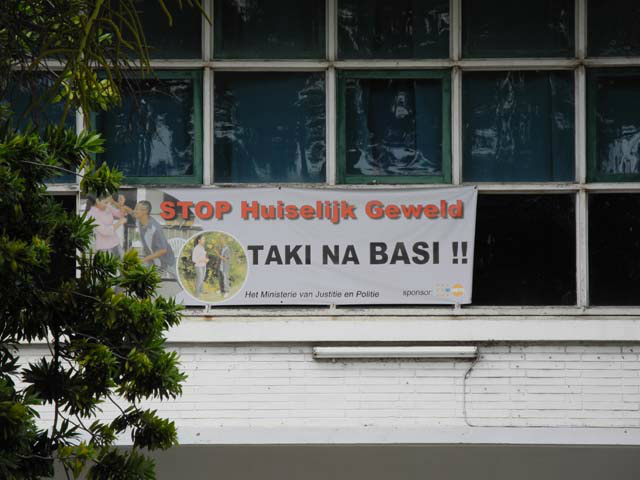 STOP Huiselijk Geweld
TAKI NA BASI !!
Het Ministerie van Justitie en Politie
sponsor: